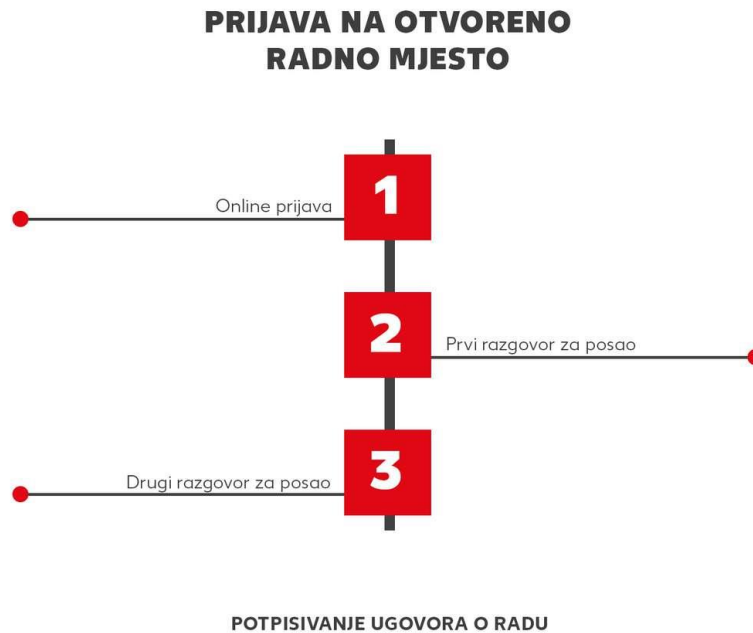 PRIJAVA NA OTVORENO
RADNO MJESTO
1
Online prijava
2
Prvi razgovor za posao
3
Drugi razgovor za posao
POTPISIVANJE UGOVORA O RADU